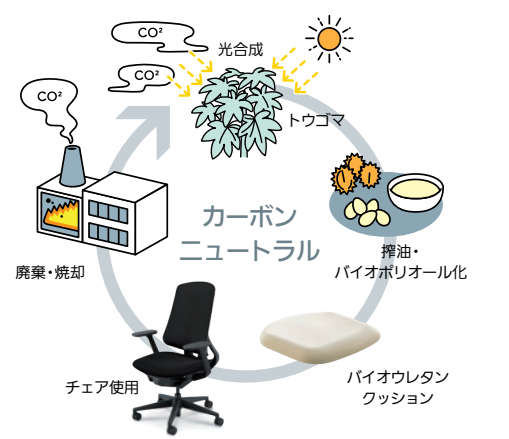 CO²
光合成
CO²
CO²
トウゴマ
カーボン
ニュートラル
搾油・
バイオポリオール化
廃棄・焼却
バイオウレタン
クッション
チェア使用